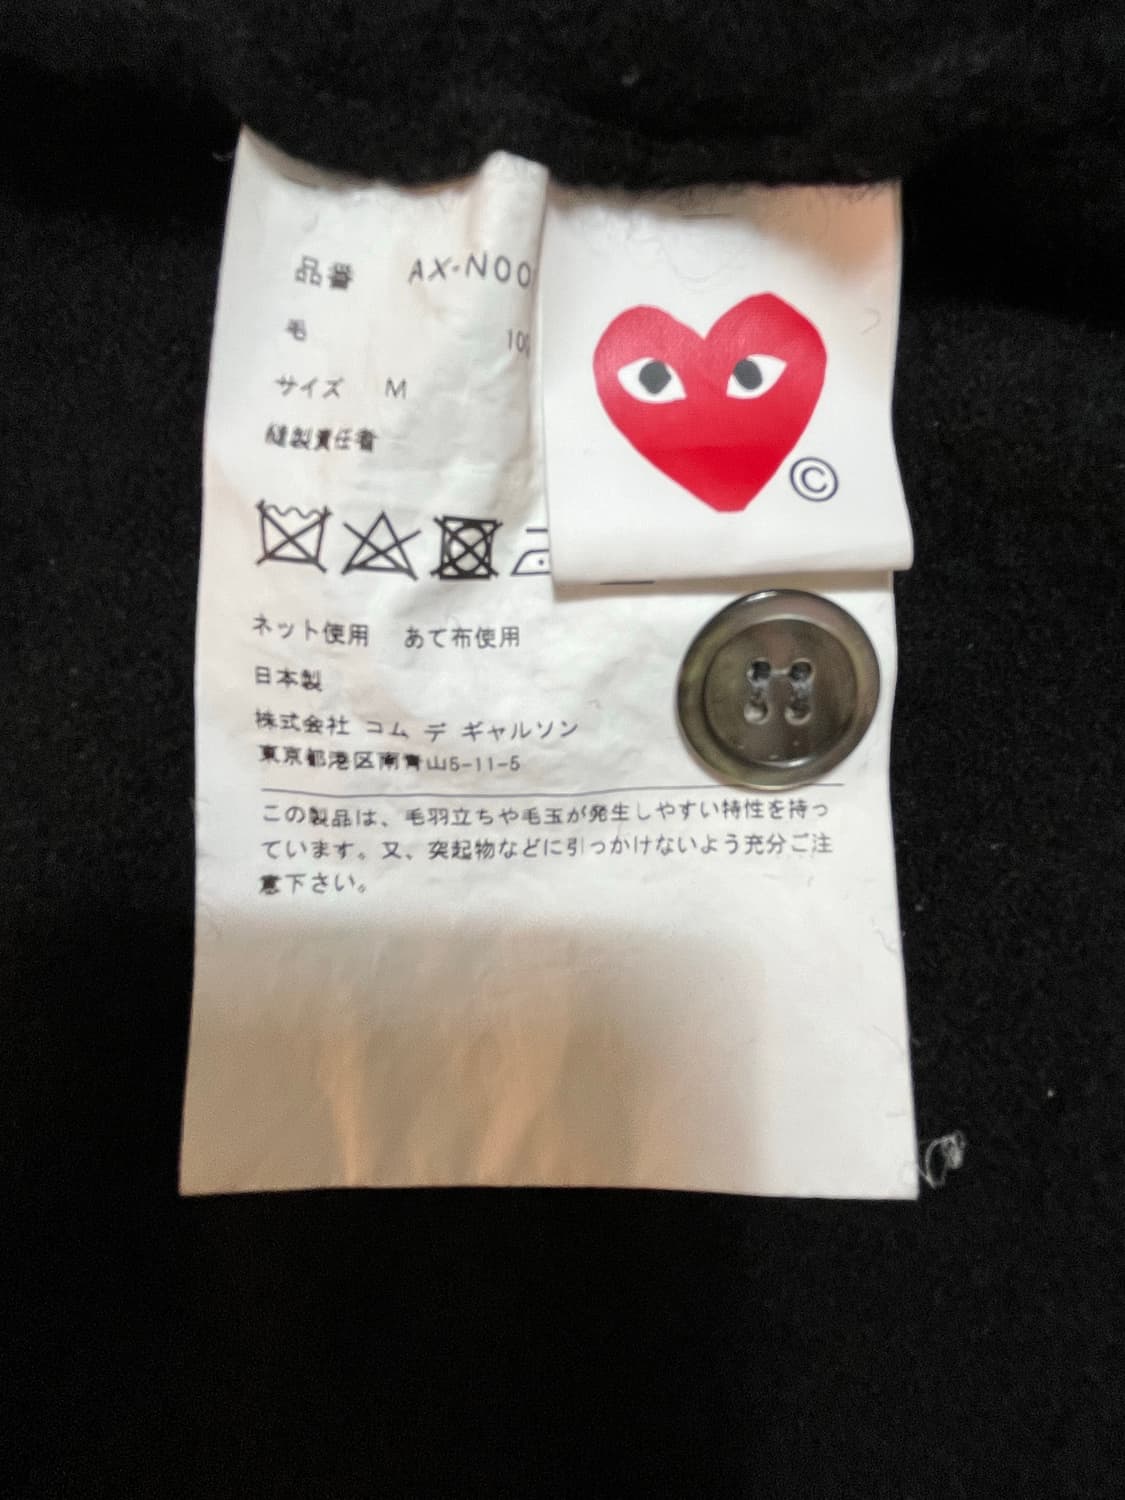 品番 AX-N00
毛 100
サイズ M
縫製責任者
©
ネット使用 あて布使用
日本製
株式会社 コム デ ギャルソン
東京都港区南青山5-11-5
この製品は、毛羽立ちや毛玉が発生しやすい特性を持っ
ています。又、突起物などに引っかけないよう充分ご注
意下さい。